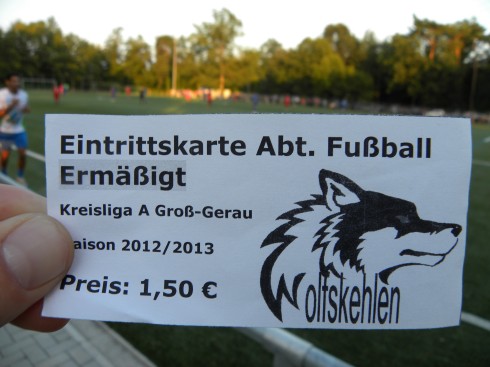 Eintrittskarte Abt. Fußball
Ermäßigt
Kreisliga A Groß-Gerau
aison 2012/2013
Preis: 1,50 €
Wolfskehlen